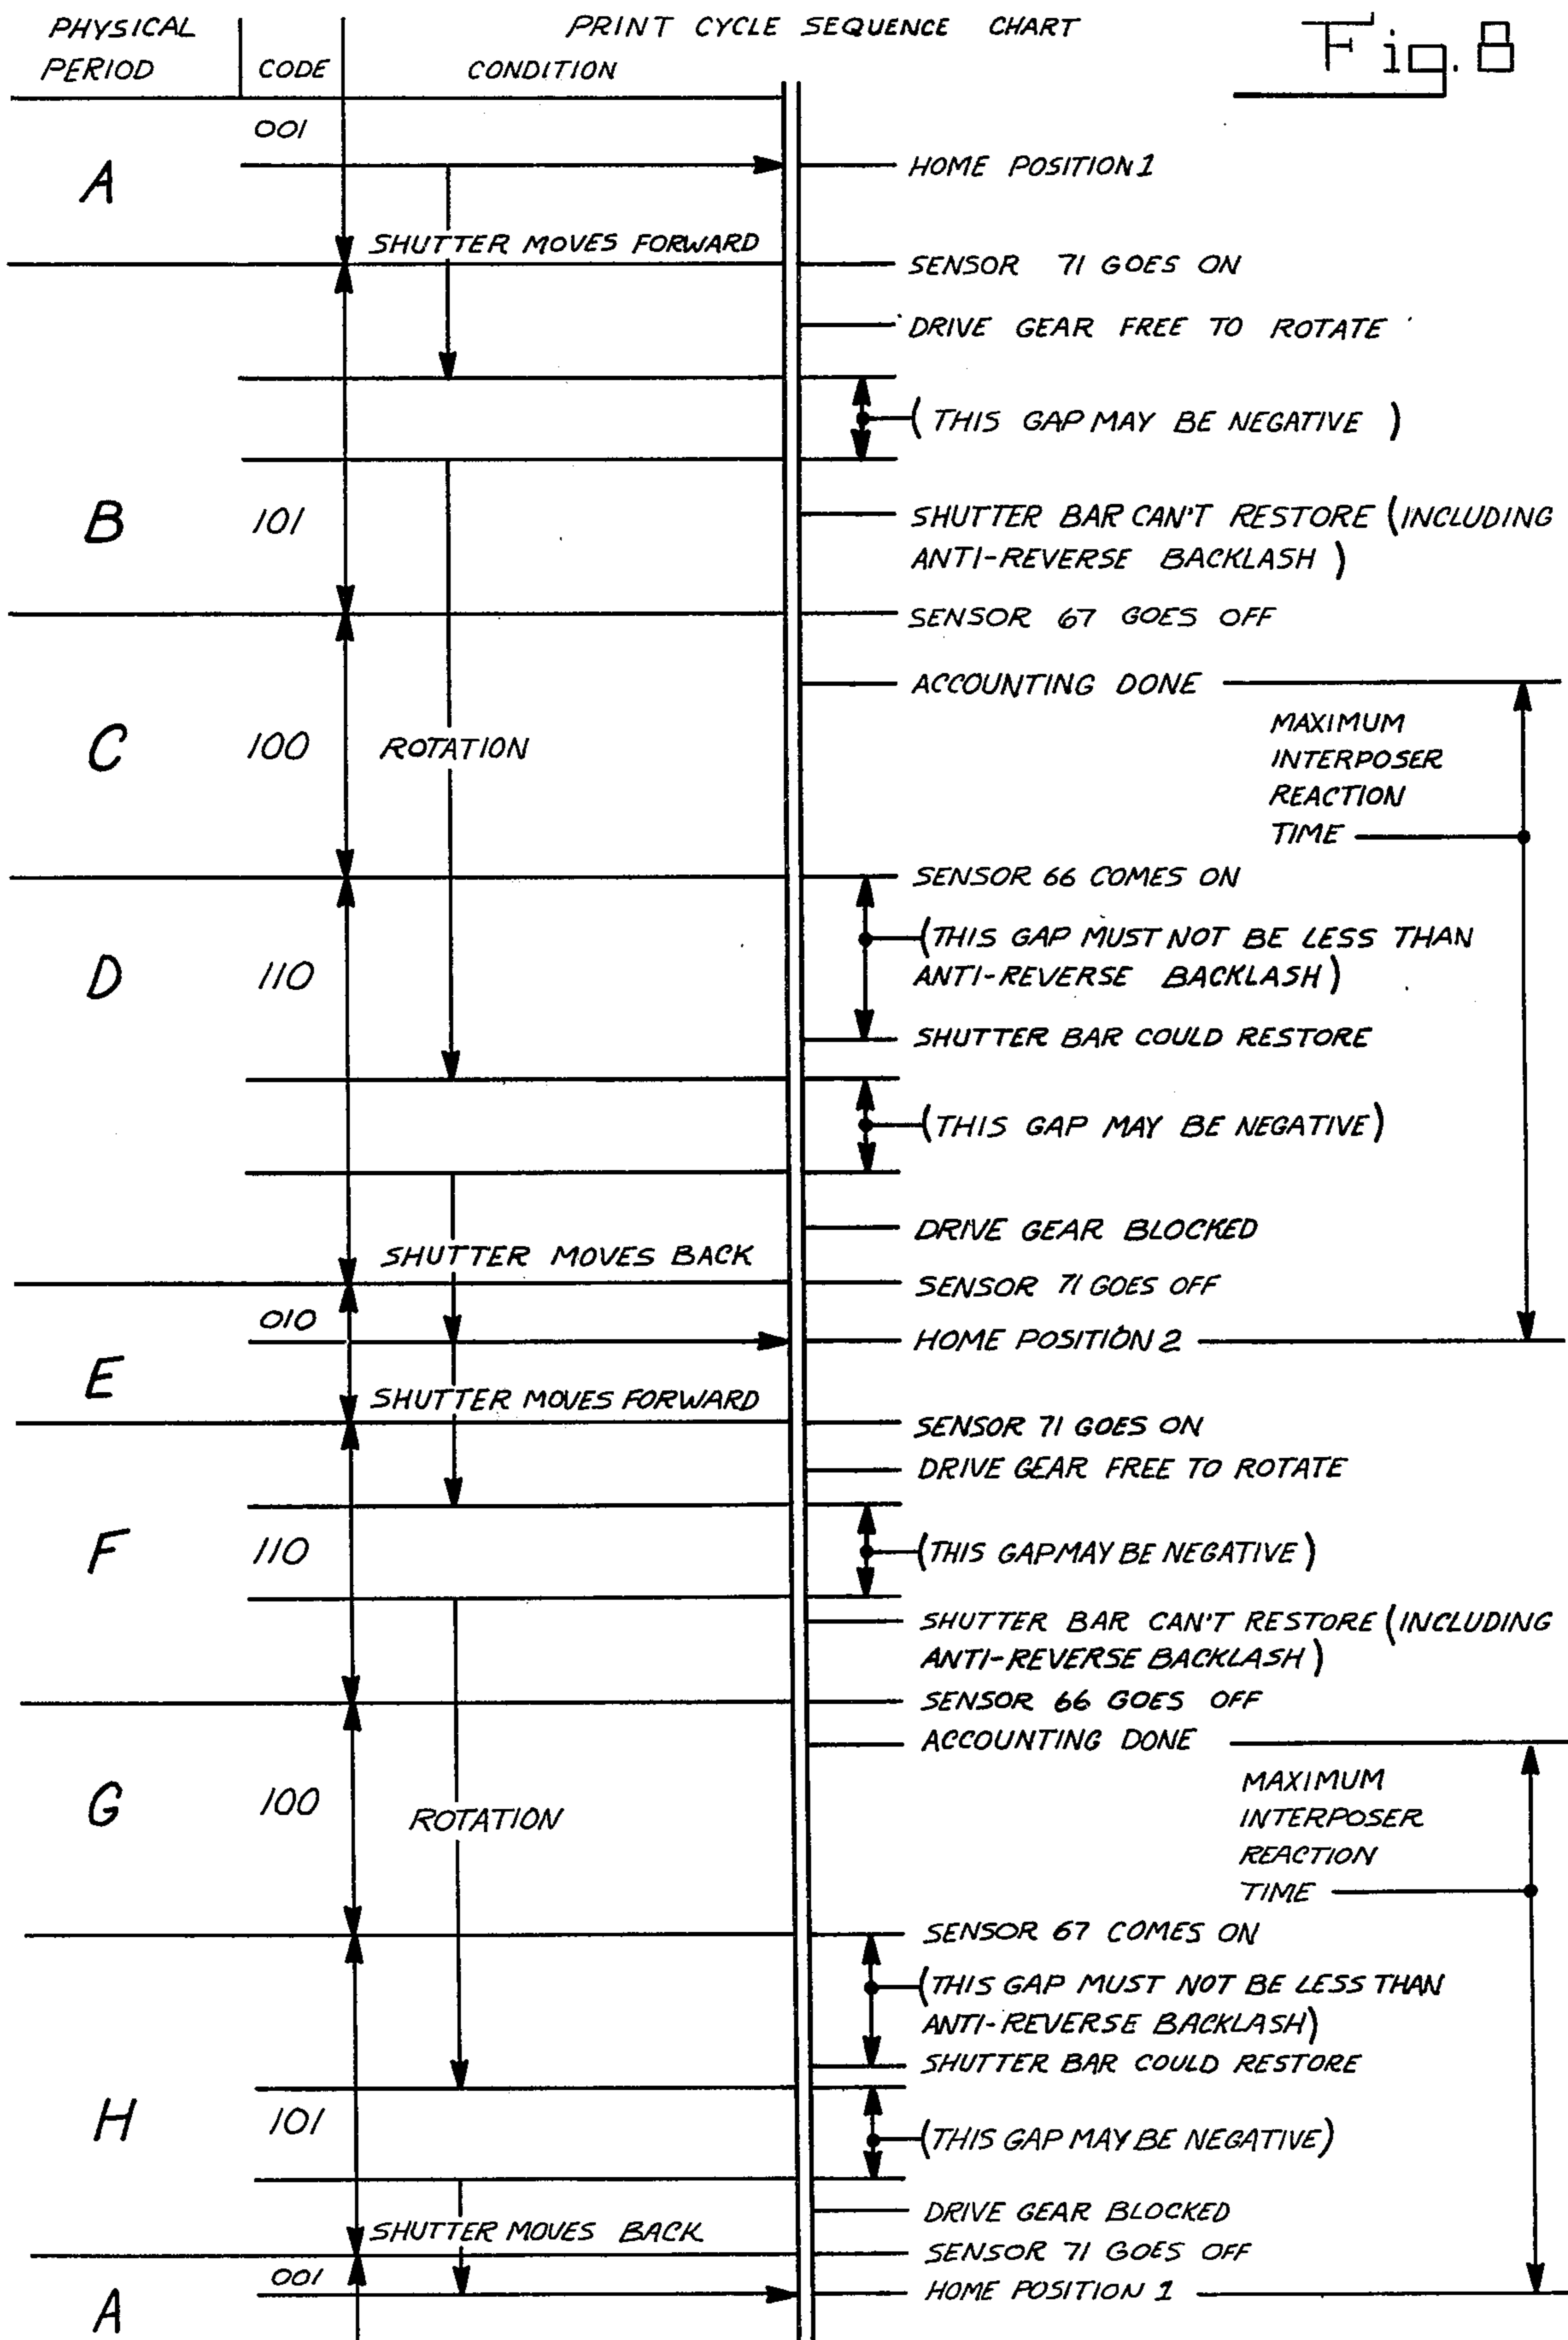 PRINT CYCLE SEQUENCE CHART
Fig. 8
PHYSICAL
PERIOD
CODE
CONDITION
A
001
HOME POSITION 1
SHUTTER MOVES FORWARD
SENSOR 71 GOES ON
DRIVE GEAR FREE TO ROTATE
(THIS GAP MAY BE NEGATIVE)
B
101
SHUTTER BAR CAN'T RESTORE (INCLUDING
ANTI-REVERSE BACKLASH)
SENSOR 67 GOES OFF
ACCOUNTING DONE
C
100
ROTATION
MAXIMUM
INTERPOSER
REACTION
TIME
SENSOR 66 COMES ON
D
110
(THIS GAP MUST NOT BE LESS THAN
ANTI-REVERSE BACKLASH)
SHUTTER BAR COULD RESTORE
(THIS GAP MAY BE NEGATIVE)
DRIVE GEAR BLOCKED
SHUTTER MOVES BACK
SENSOR 71 GOES OFF
010
HOME POSITION 2
E
SHUTTER MOVES FORWARD
SENSOR 71 GOES ON
DRIVE GEAR FREE TO ROTATE
F
110
(THIS GAP MAY BE NEGATIVE)
SHUTTER BAR CAN'T RESTORE (INCLUDING
ANTI-REVERSE BACKLASH)
SENSOR 66 GOES OFF
ACCOUNTING DONE
G
100
ROTATION
MAXIMUM
INTERPOSER
REACTION
TIME
SENSOR 67 COMES ON
(THIS GAP MUST NOT BE LESS THAN
ANTI-REVERSE BACKLASH)
SHUTTER BAR COULD RESTORE
H
101
(THIS GAP MAY BE NEGATIVE)
DRIVE GEAR BLOCKED
SHUTTER MOVES BACK
SENSOR 71 GOES OFF
A
001
HOME POSITION 1